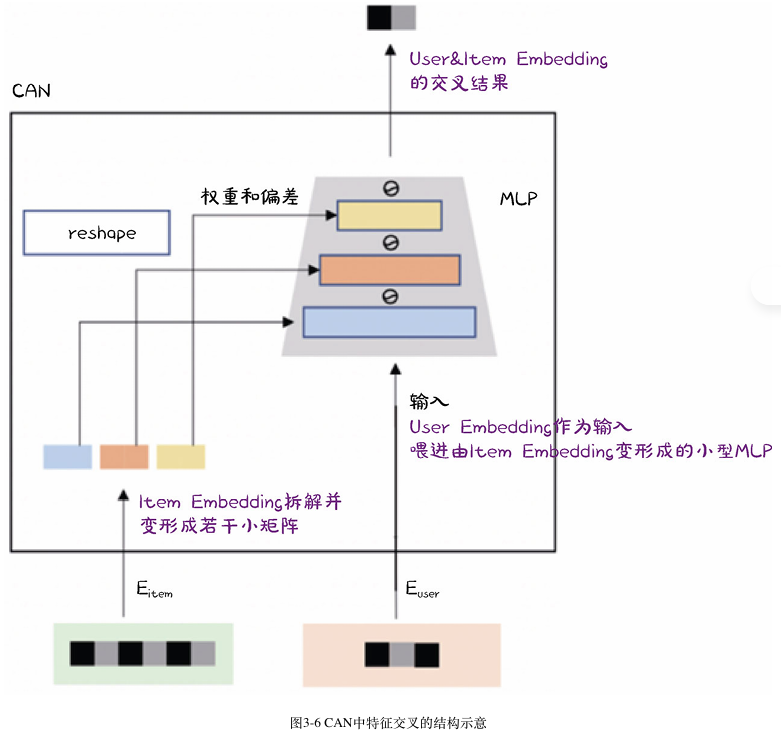 User&Item Embedding
的交叉结果
CAN
权重和偏差
MLP
reshape
输入
User Embedding作为输入
喂进由Item Embedding变形成的小型MLP
Item Embedding拆解并
变形成若干小矩阵
Eitem
Euser
图3-6 CAN中特征交叉的结构示意